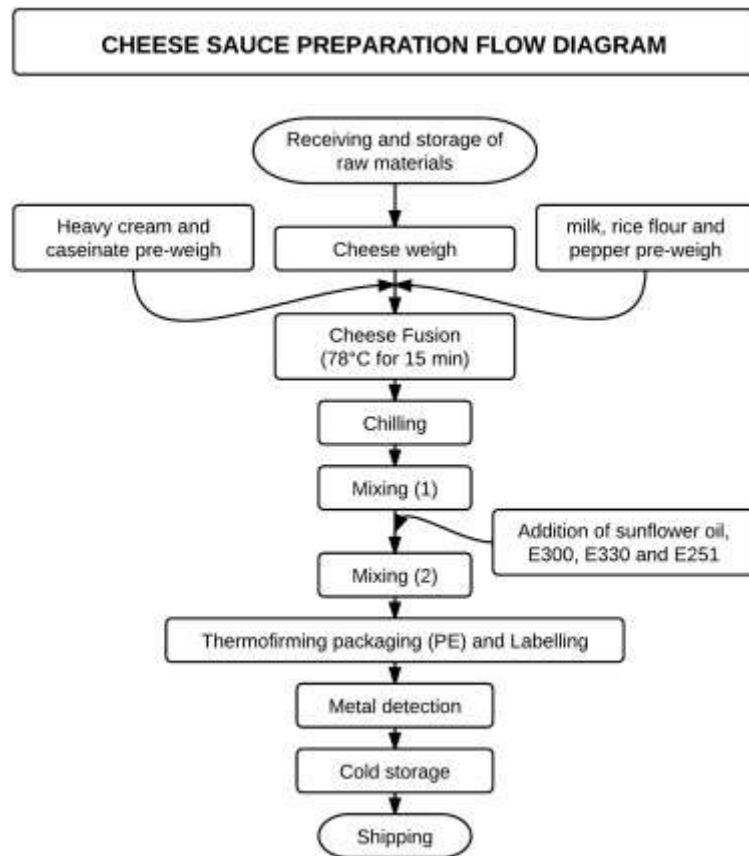 CHEESE SAUCE PREPARATION FLOW DIAGRAM
Receiving and storage of
raw materials
Heavy cream and
caseinate pre-weigh
Cheese weigh
milk, rice flour and
pepper pre-weigh
Cheese Fusion
(78°C for 15 min)
Chilling
Mixing (1)
Addition of sunflower oil,
E300, E330 and E251
Mixing (2)
Thermofirming packaging (PE) and Labelling
Metal detection
Cold storage
Shipping